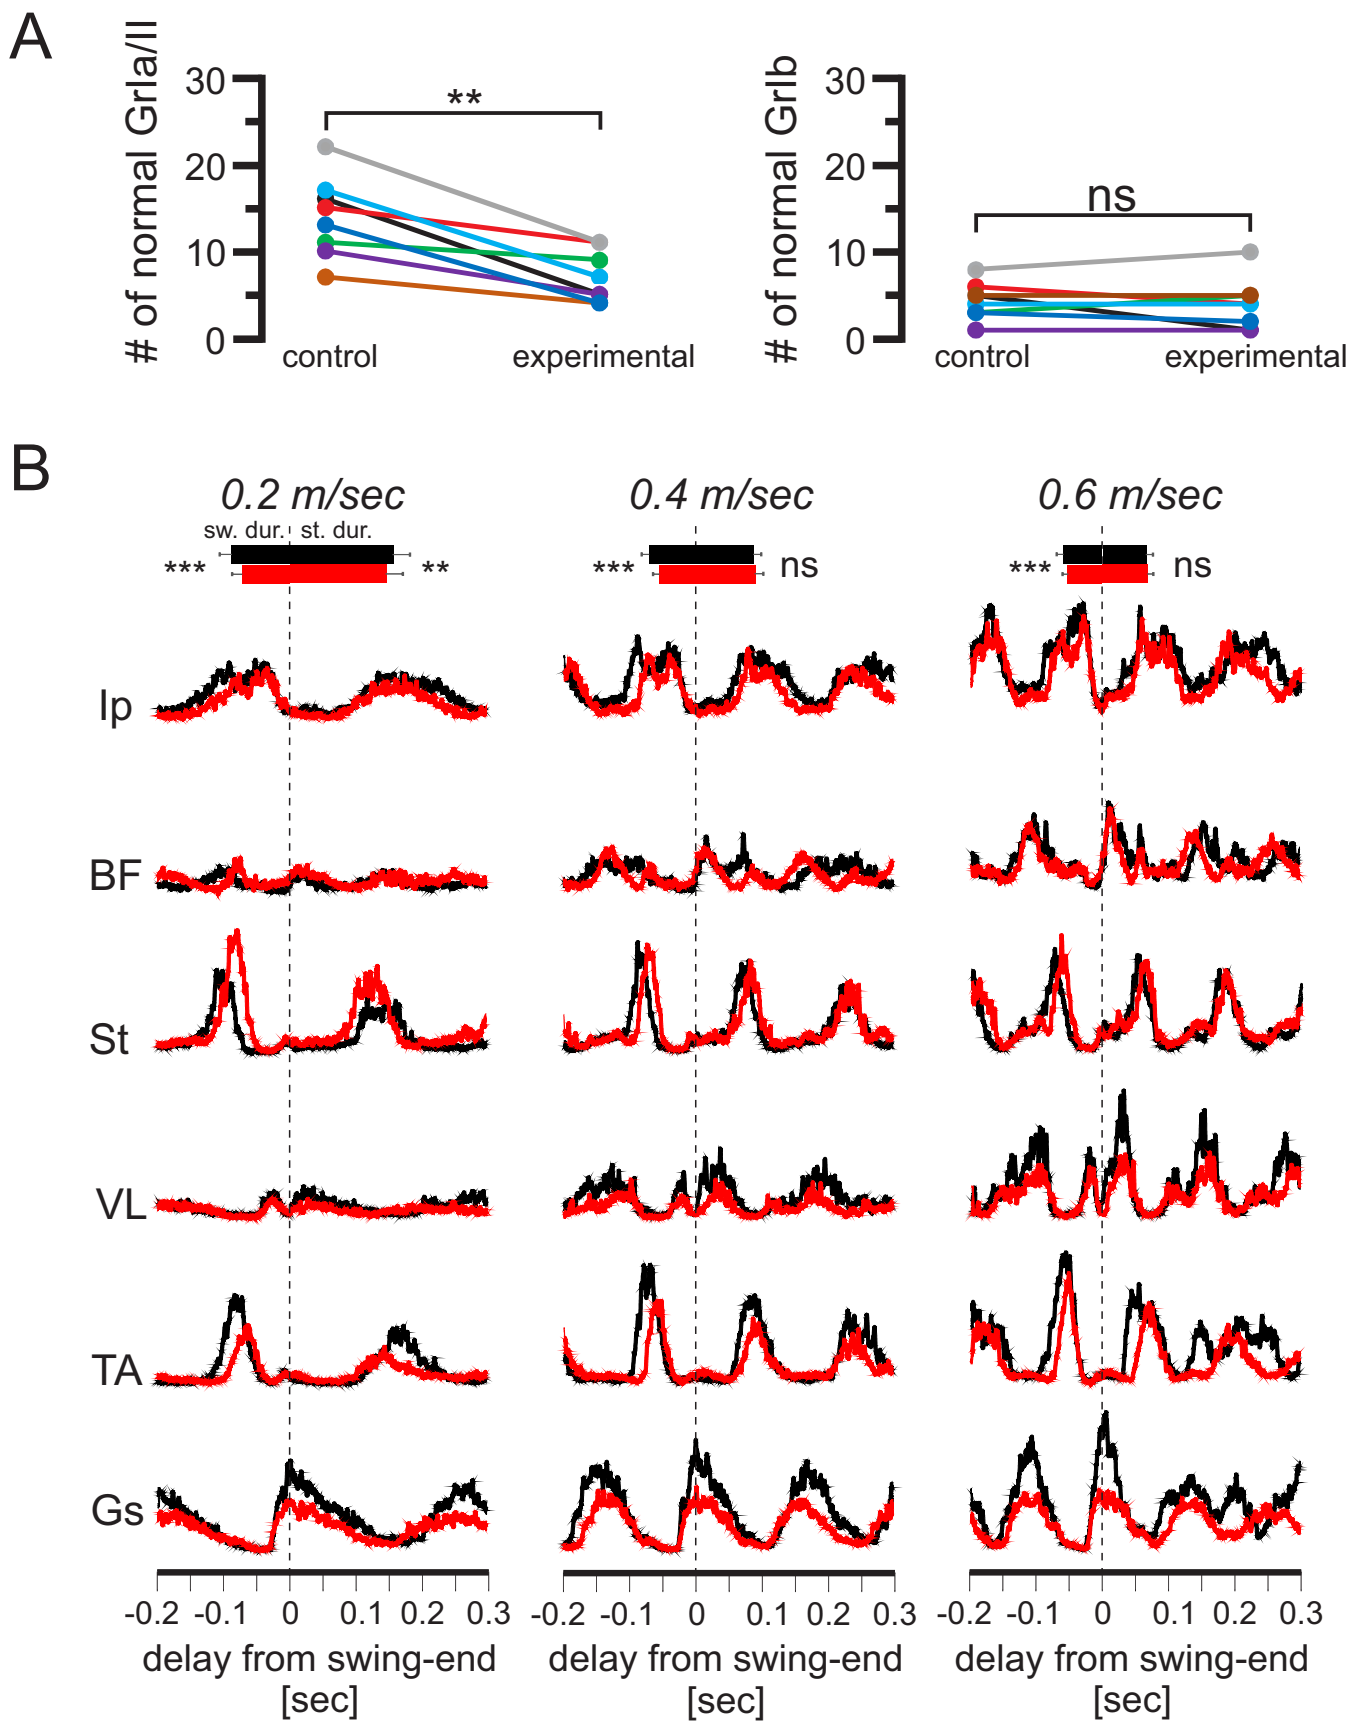 A
# of normal GrIa/II
30
20
10
0
**
control
experimental
# of normal GrIb
30
20
10
0
ns
control
experimental
B
0.2 m/sec
0.4 m/sec
0.6 m/sec
sw. dur.
st. dur.
***
**
***
ns
***
ns
Ip
BF
St
VL
TA
Gs
-0.2 -0.1 0 0.1 0.2 0.3
-0.2 -0.1 0 0.1 0.2 0.3
-0.2 -0.1 0 0.1 0.2 0.3
delay from swing-end
[sec]
delay from swing-end
[sec]
delay from swing-end
[sec]